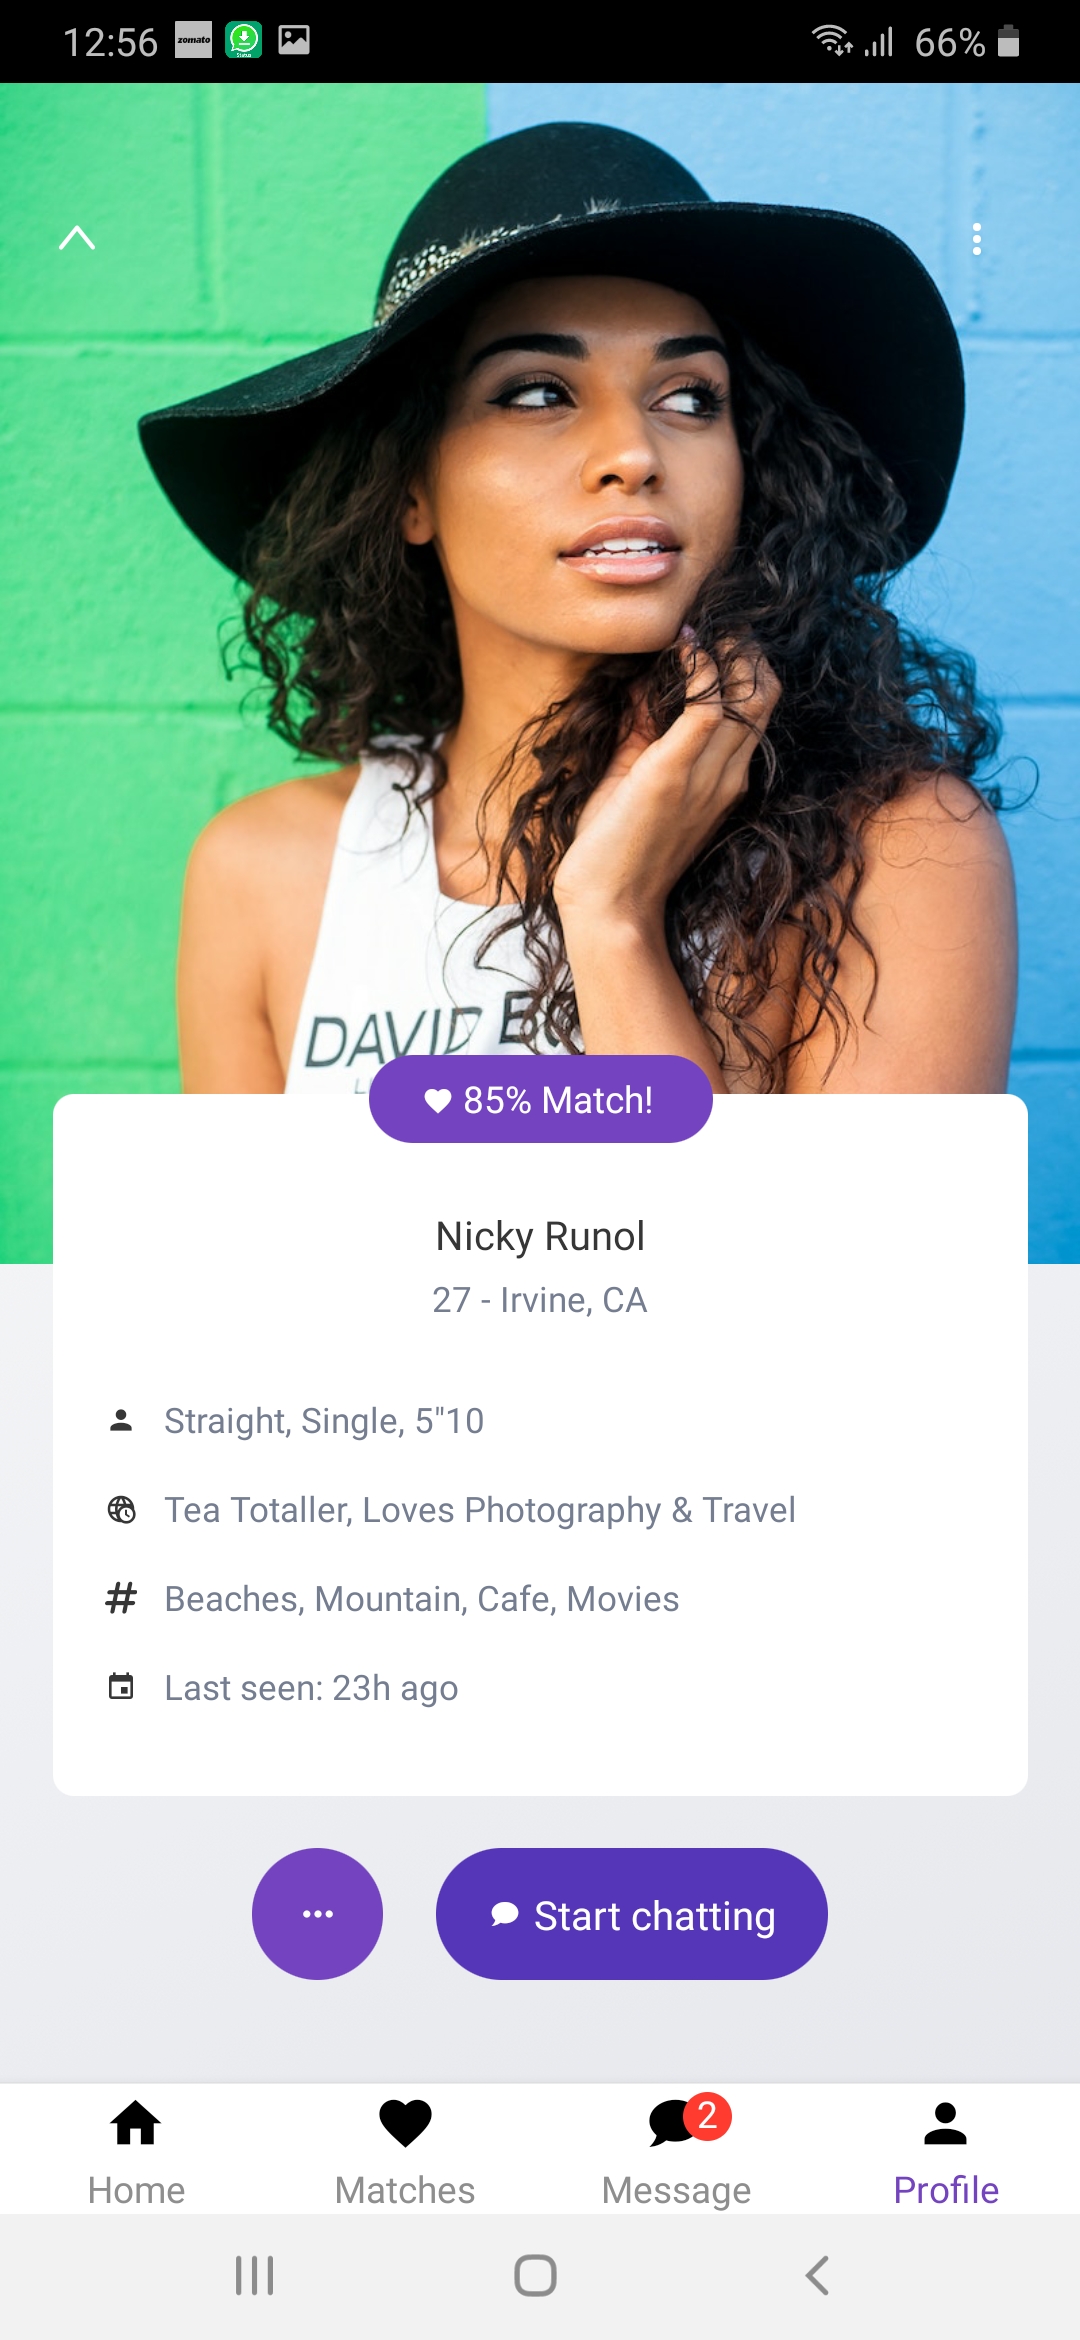 12:56 zomato Status 66%
DAVID
85% Match!
Nicky Runol
27 - Irvine, CA
Straight, Single, 5"10
Tea Totaller, Loves Photography & Travel
# Beaches, Mountain, Cafe, Movies
Last seen: 23h ago
Start chatting
2
Home Matches Message Profile